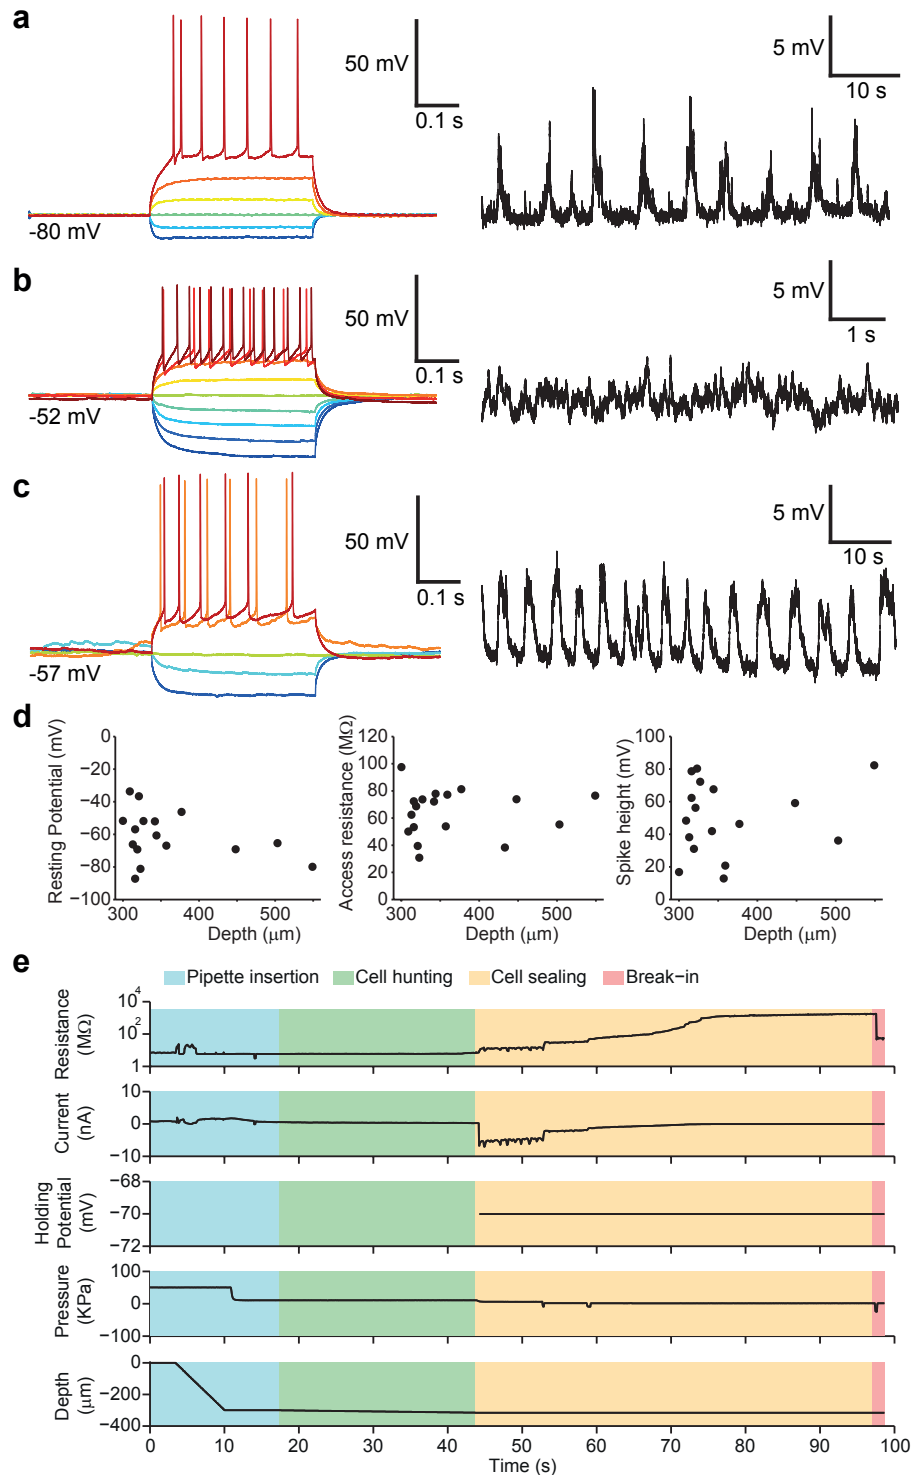 a
50 mV
0.1 s
-80 mV
5 mV
10 s
b
50 mV
0.1 s
-52 mV
5 mV
1 s
c
50 mV
0.1 s
-57 mV
5 mV
10 s
d
Resting Potential (mV)
0
−20
−40
−60
−80
−100
300 400 500
Depth (μm)
Access resistance (MΩ)
120
100
80
60
40
20
0
300 400 500
Depth (μm)
Spike height (mV)
100
80
60
40
20
0
300 400 500
Depth (μm)
e
Pipette insertion Cell hunting Cell sealing Break−in
Resistance
(MΩ)
10⁴
10²
1
Current
(nA)
10
0
−10
Holding
Potential
(mV)
−68
−70
−72
Pressure
(KPa)
100
0
−100
Depth
(μm)
0
−200
−400
0 10 20 30 40 50 60 70 80 90 100
Time (s)